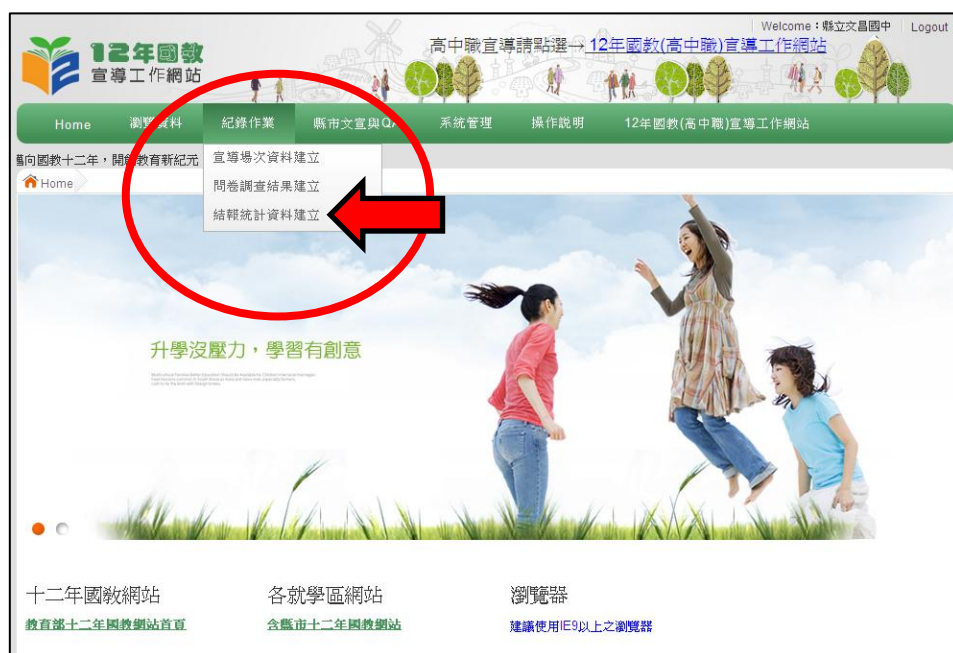 Welcome：縣立文昌國中 Logout
12年國教
宣導工作網站
高中職宣導請點選→ 12年國教(高中職)宣導工作網站
Home 瀏覽資料 紀錄作業 縣市文宣與QA 系統管理 操作說明 12年國教(高中職)宣導工作網站
向國教十二年，開啟教育新紀元
Home
宣導場次資料建立
問卷調查結果建立
結報統計資料建立
升學沒壓力，學習有創意
十二年國教網站 各就學區網站 瀏覽器
教育部十二年國教網站首頁 含縣市十二年國教網站 建議使用IE9以上之瀏覽器